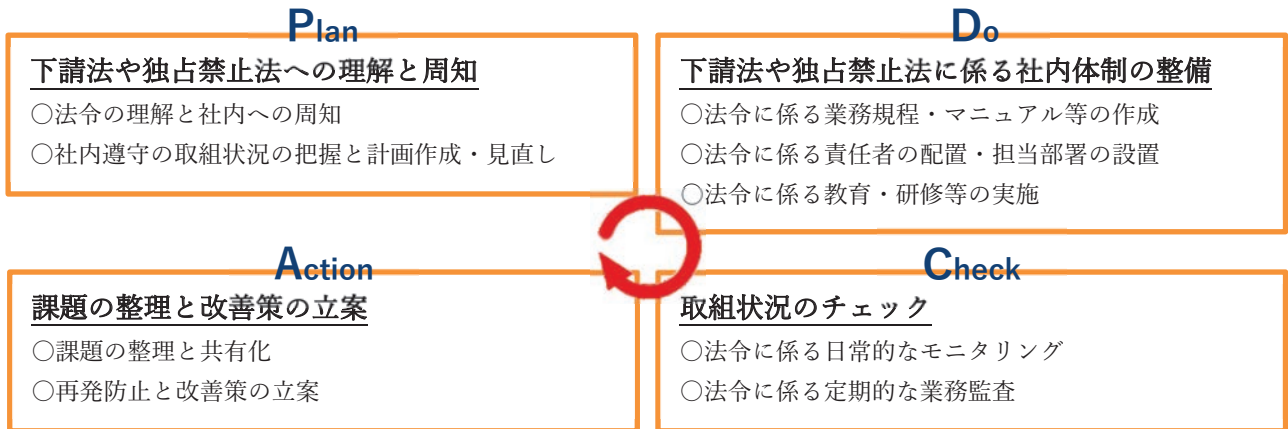 Plan
下請法や独占禁止法への理解と周知
○法令の理解と社内への周知
○社内遵守の取組状況の把握と計画作成・見直し
Do
下請法や独占禁止法に係る社内体制の整備
○法令に係る業務規程・マニュアル等の作成
○法令に係る責任者の配置・担当部署の設置
○法令に係る教育・研修等の実施
Action
課題の整理と改善策の立案
○課題の整理と共有化
○再発防止と改善策の立案
Check
取組状況のチェック
○法令に係る日常的なモニタリング
○法令に係る定期的な業務監査